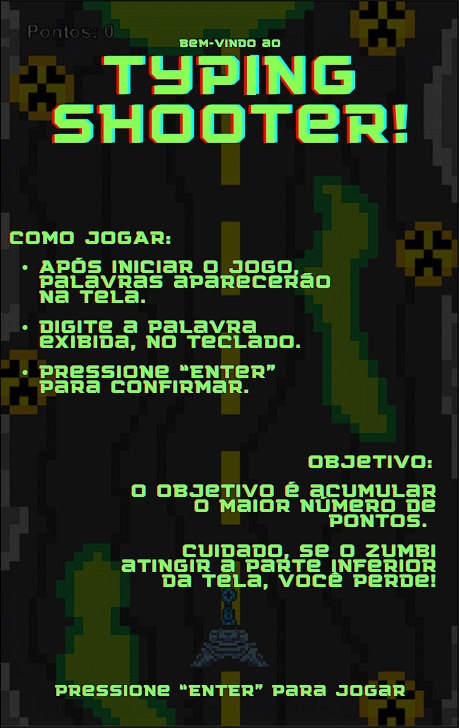 Pontos: 0
Bem-vindo ao
TYPING
SHOOTER!
COMO JOGAR:
• APÓS INICIAR O JOGO,
PALAVRAS APARECERÃO
NA TELA.
• DIGITE A PALAVRA
EXIBIDA, NO TECLADO.
• PRESSIONE “ENTER”
PARA CONFIRMAR.
OBJETIVO:
O OBJETIVO É ACUMULAR
O MAIOR NÚMERO DE
PONTOS.
CUIDADO, SE O ZUMBI
ATINGIR A PARTE INFERIOR
DA TELA, VOCÊ PERDE!
PRESSIONE “ENTER” PARA JOGAR